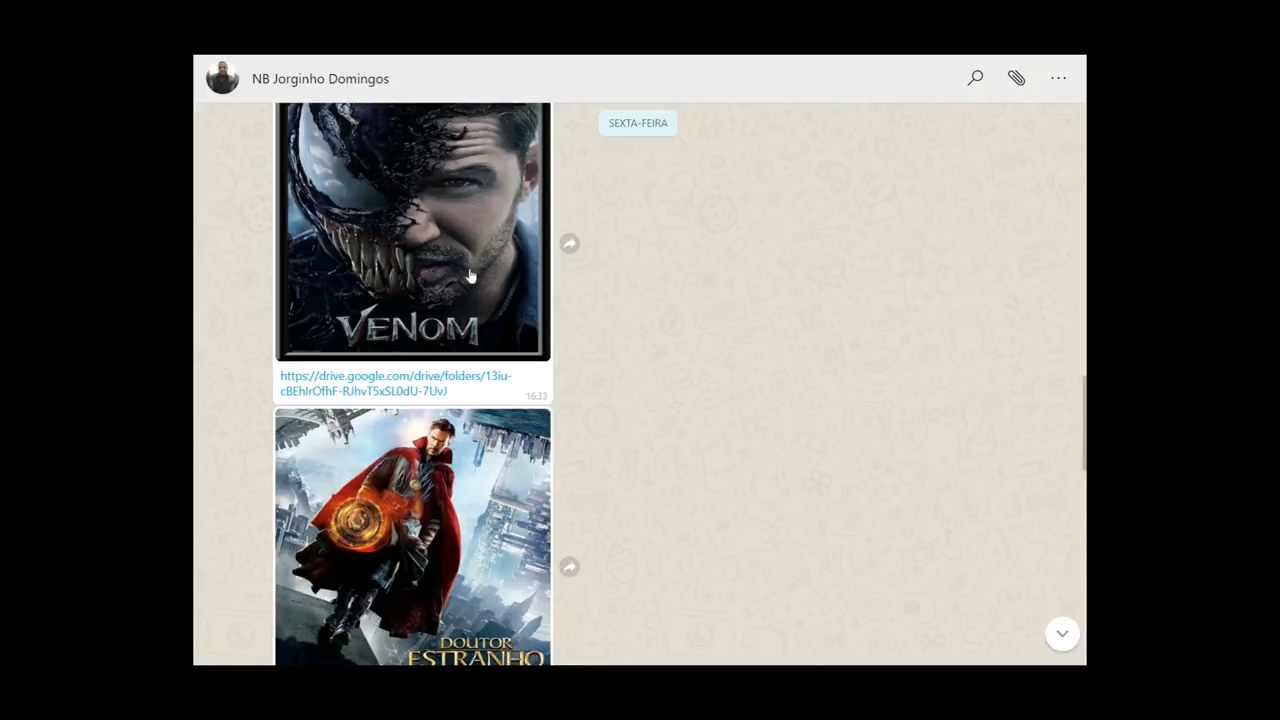 NB Jorginho Domingos
SEXTA-FEIRA
VENOM
https://drive.google.com/drive/folders/13iu-
cBEhIrOfhF-RJhvT5xSL0dU-7UvJ
16:33
DOUTOR
ESTRANHO